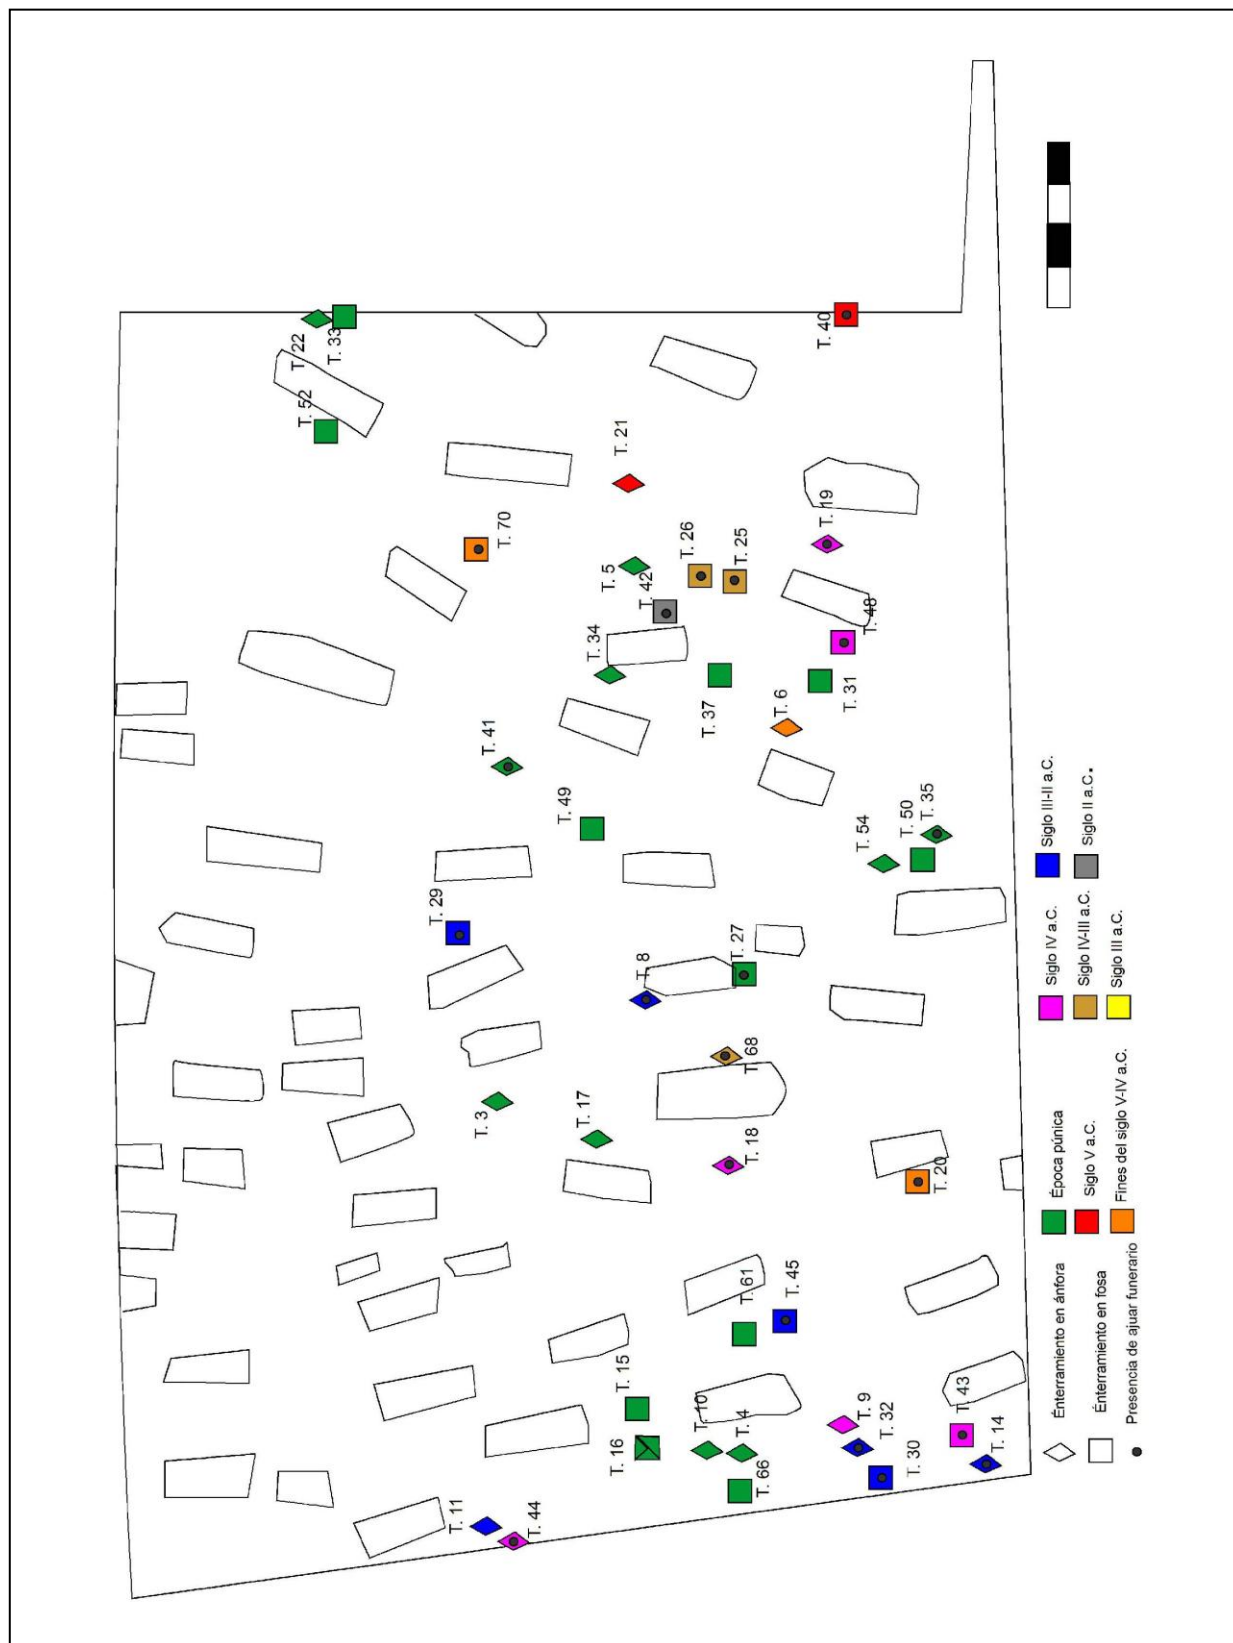 T. 22
T. 33
T. 52
T. 40
T. 21
T. 70
T. 19
T. 26
T. 25
T. 5
T. 42
T. 48
T. 34
T. 37
T. 31
T. 6
T. 41
T. 49
T. 54
T. 50
T. 35
T. 29
T. 8
T. 27
T. 68
T. 3
T. 17
T. 18
T. 20
T. 61
T. 45
T. 15
T. 16
T. 10
T. 4
T. 66
T. 9
T. 32
T. 30
T. 43
T. 14
T. 11
T. 44
Énterramiento en ánfora
Énterramiento en fosa
Presencia de ajuar funerario
Época púnica
Siglo V a.C.
Fines del siglo V-IV a.C.
Siglo IV a.C.
Siglo IV-III a.C.
Siglo III a.C.
Siglo III-II a.C.
Siglo II a.C.